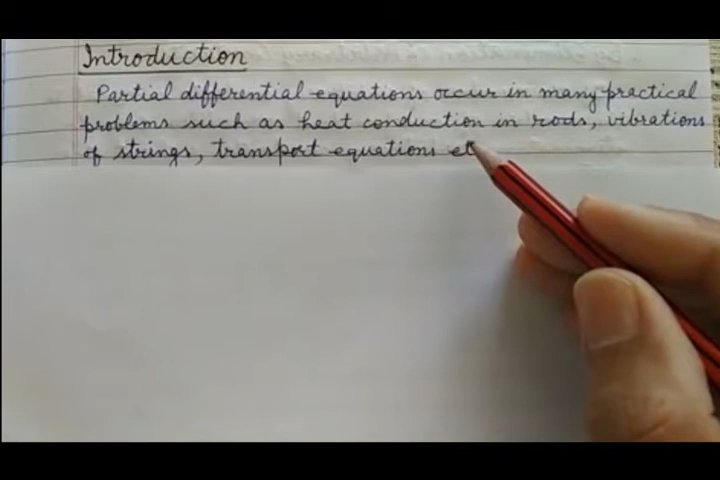 Introduction
Partial differential equations occur in many practical
problems such as heat conduction in rods, vibrations
of strings, transport equations et